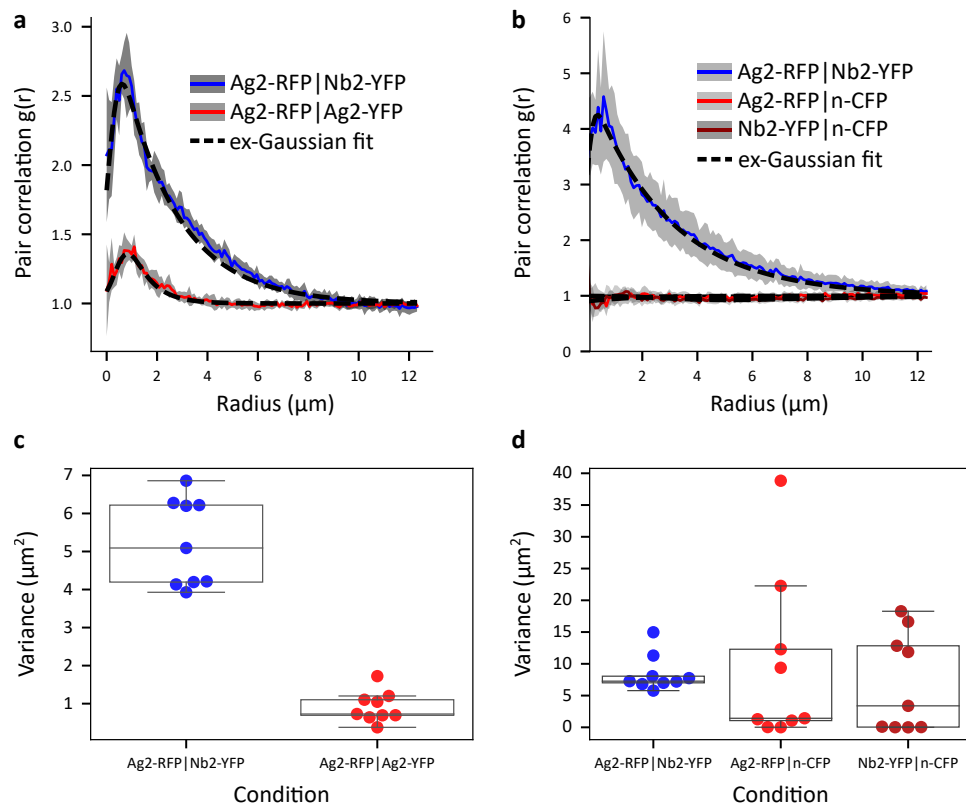 a
3.0
2.5
2.0
1.5
1.0
Pair correlation g(r)
Ag2-RFP|Nb2-YFP
Ag2-RFP|Ag2-YFP
ex-Gaussian fit
0 2 4 6 8 10 12
Radius (µm)
b
6
5
4
3
2
1
0
Pair correlation g(r)
Ag2-RFP|Nb2-YFP
Ag2-RFP|n-CFP
Nb2-YFP|n-CFP
ex-Gaussian fit
2 4 6 8 10 12
Radius (µm)
c
7
6
5
4
3
2
1
Variance (µm²)
Ag2-RFP|Nb2-YFP Ag2-RFP|Ag2-YFP
Condition
d
40
35
30
25
20
15
10
5
0
Variance (µm²)
Ag2-RFP|Nb2-YFP Ag2-RFP|n-CFP Nb2-YFP|n-CFP
Condition